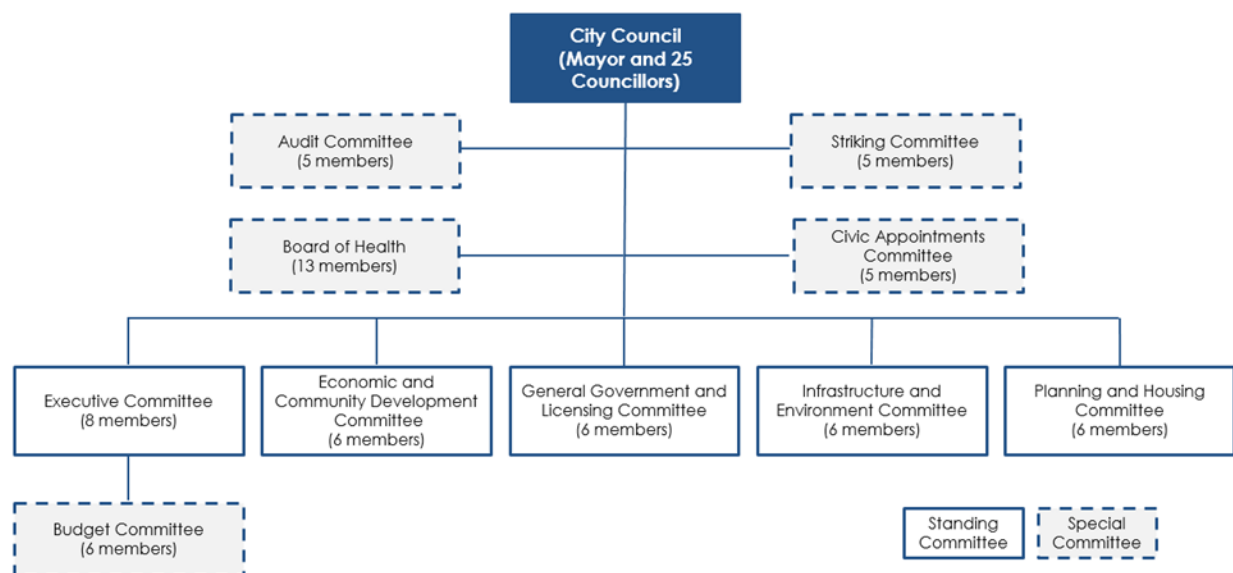 City Council
(Mayor and 25
Councillors)
Audit Committee
(5 members)
Striking Committee
(5 members)
Board of Health
(13 members)
Civic Appointments
Committee
(5 members)
Executive Committee
(8 members)
Economic and
Community Development
Committee
(6 members)
General Government and
Licensing Committee
(6 members)
Infrastructure and
Environment Committee
(6 members)
Planning and Housing
Committee
(6 members)
Budget Committee
(6 members)
Standing
Committee
Special
Committee